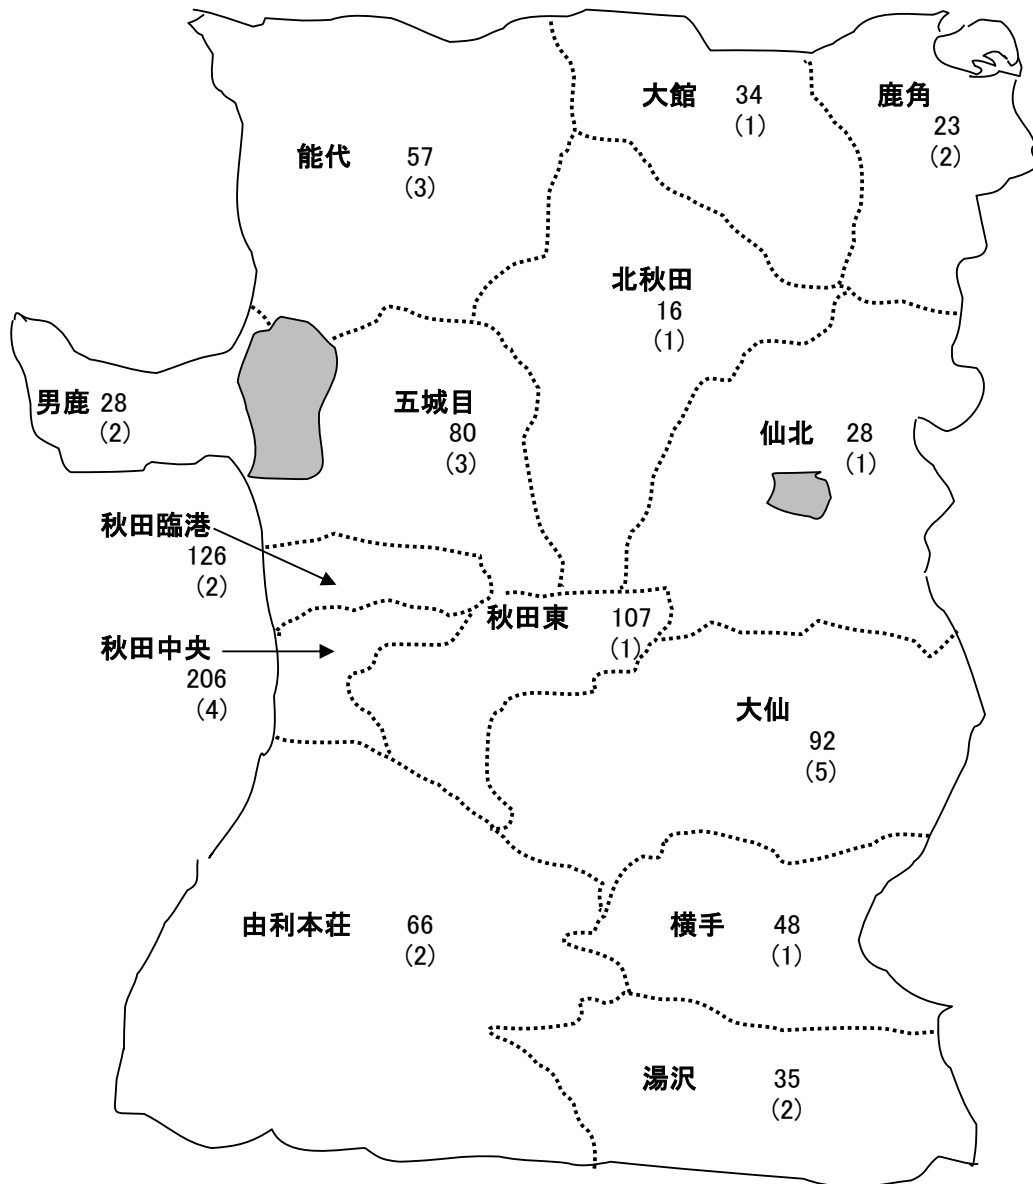 大館 34
(1)
鹿角
23
(2)
能代 57
(3)
北秋田
16
(1)
男鹿 28
(2)
五城目
80
(3)
仙北 28
(1)
秋田臨港
126
(2)
秋田東 107
(1)
秋田中央
206
(4)
大仙
92
(5)
由利本荘 66
(2)
横手 48
(1)
湯沢 35
(2)